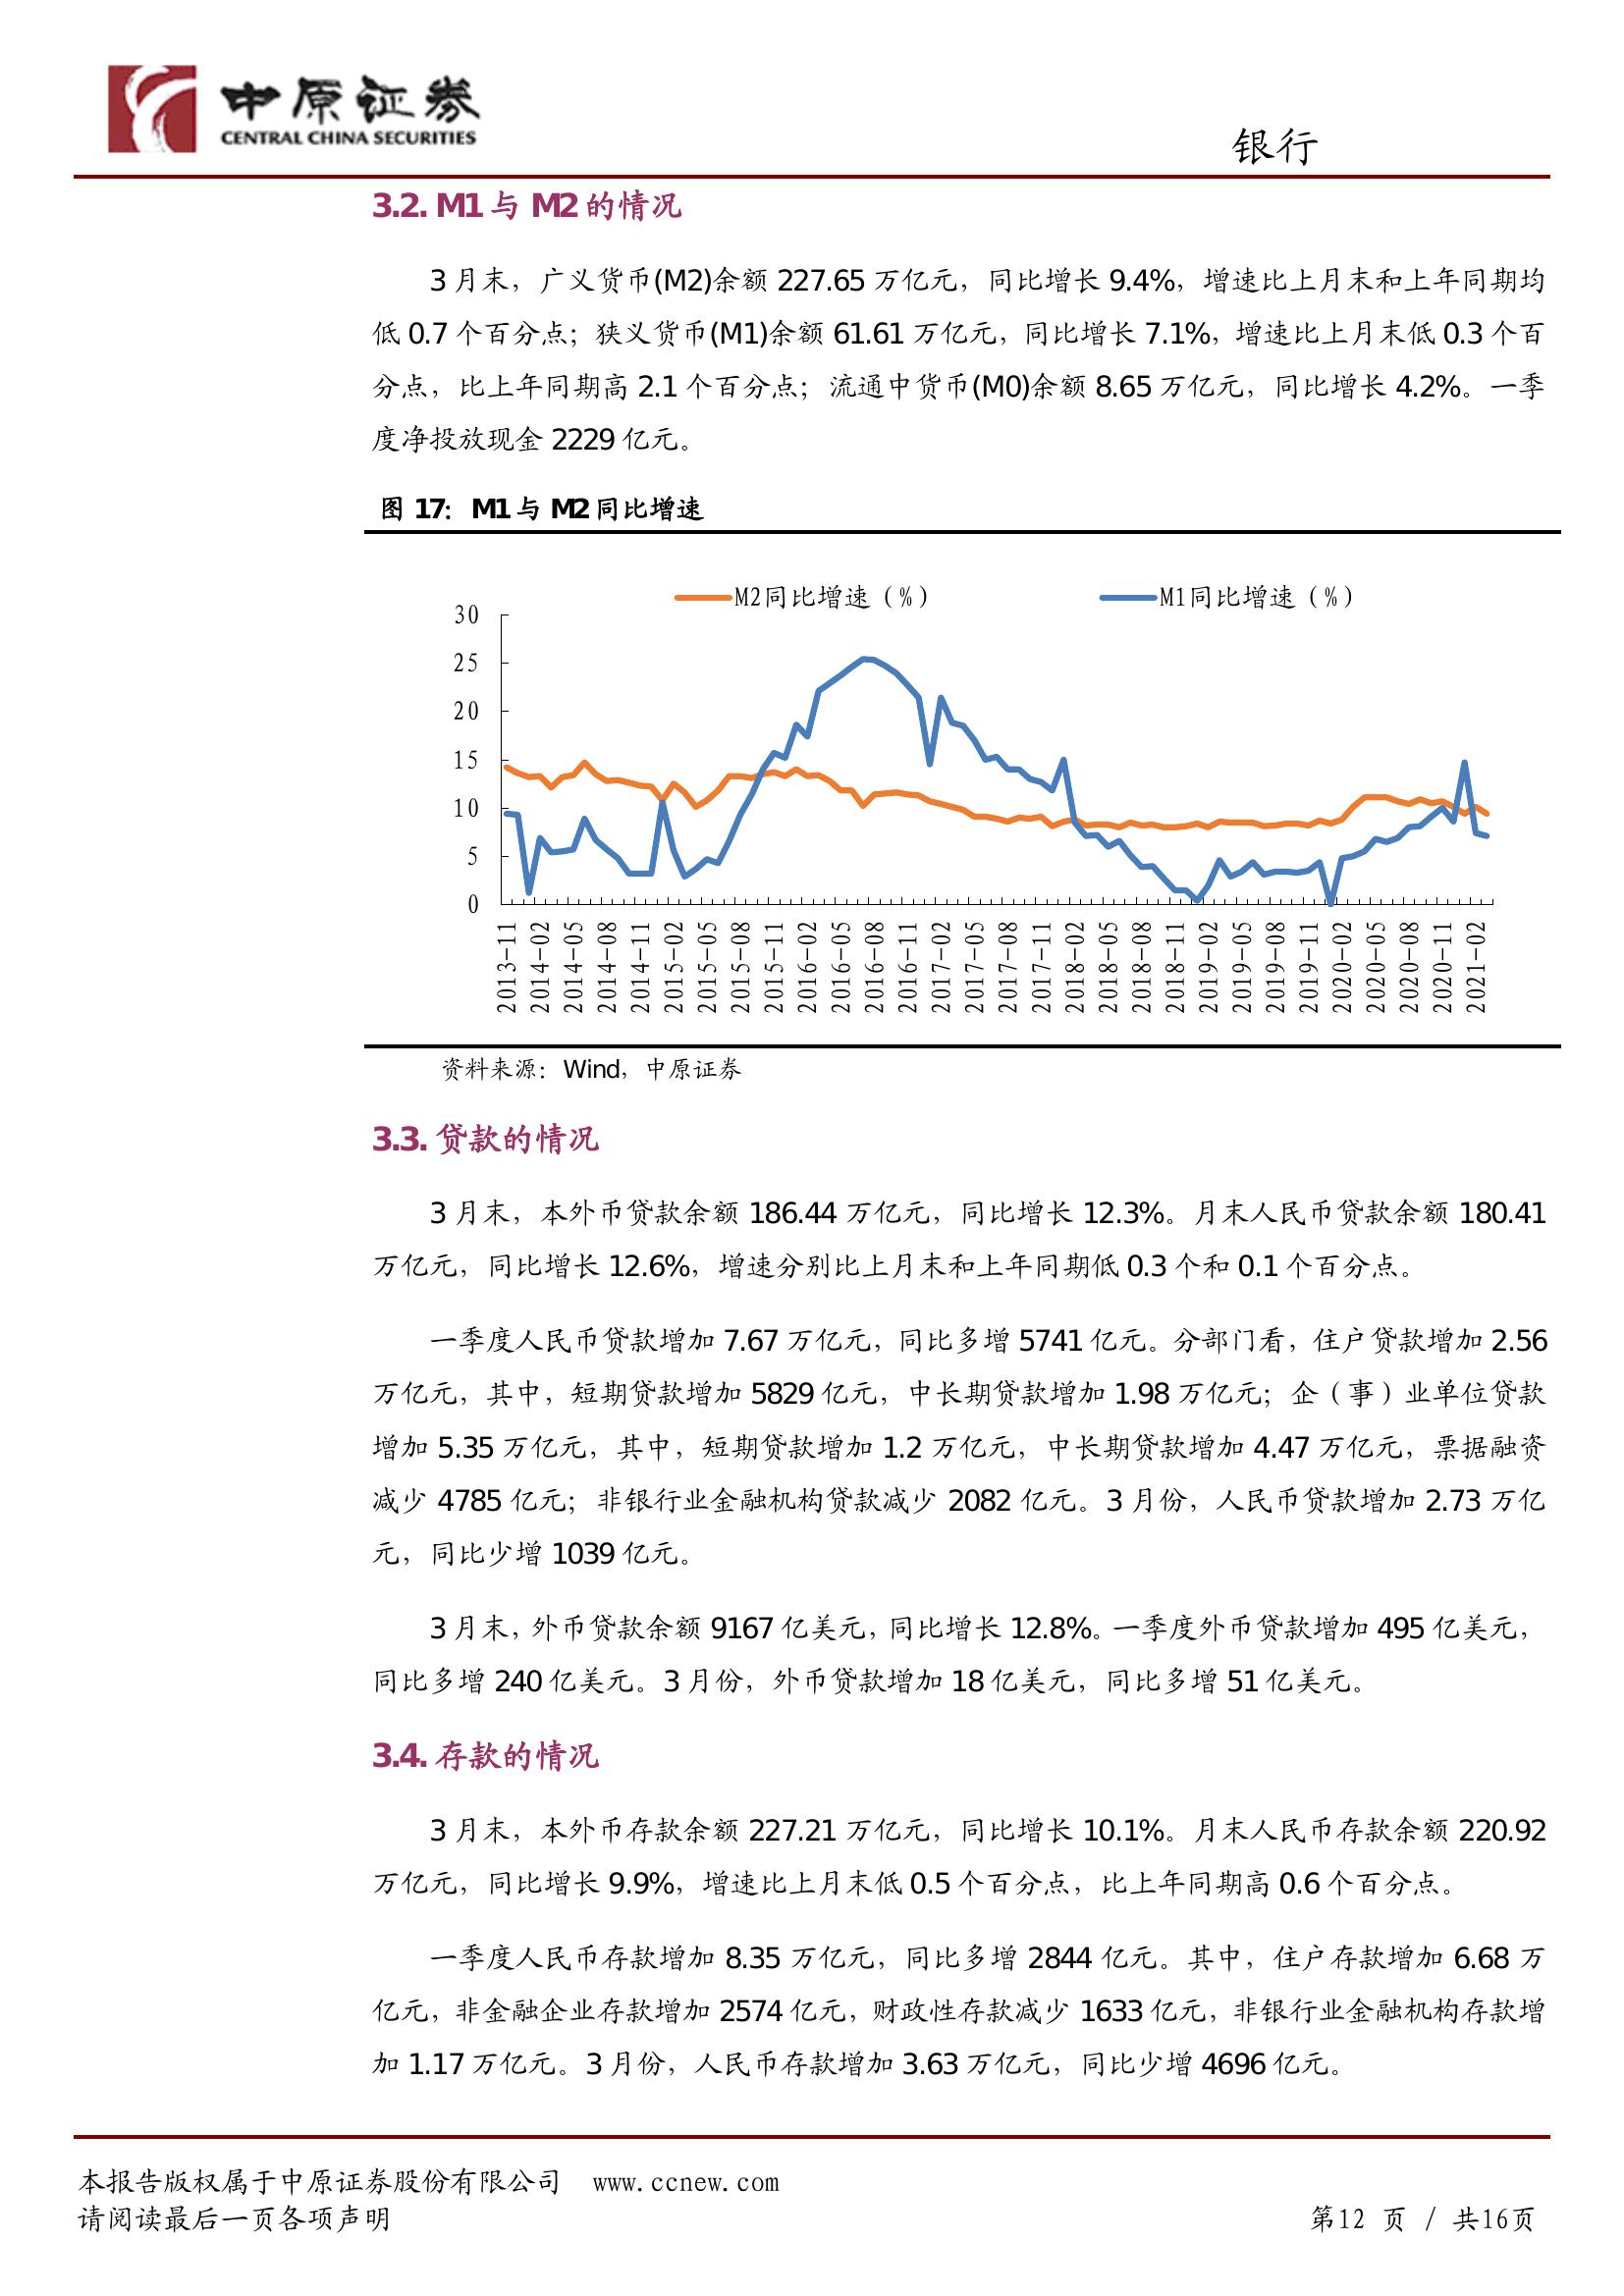 中原证券
CENTRAL CHINA SECURITIES
银行
3.2. M1 与 M2 的情况
3 月末，广义货币(M2)余额 227.65 万亿元，同比增长 9.4%，增速比上月末和上年同期均
低 0.7 个百分点；狭义货币(M1)余额 61.61 万亿元，同比增长 7.1%，增速比上月末低 0.3 个百
分点，比上年同期高 2.1 个百分点；流通中货币(M0)余额 8.65 万亿元，同比增长 4.2%。一季
度净投放现金 2229 亿元。
图 17：M1 与 M2 同比增速
M2同比增速（%） M1同比增速（%）
30
25
20
15
10
5
0
2013-11 2014-02 2014-05 2014-08 2014-11 2015-02 2015-05 2015-08 2015-11 2016-02 2016-05 2016-08 2016-11 2017-02 2017-05 2017-08 2017-11 2018-02 2018-05 2018-08 2018-11 2019-02 2019-05 2019-08 2019-11 2020-02 2020-05 2020-08 2020-11 2021-02
资料来源：Wind，中原证券
3.3. 贷款的情况
3 月末，本外币贷款余额 186.44 万亿元，同比增长 12.3%。月末人民币贷款余额 180.41
万亿元，同比增长 12.6%，增速分别比上月末和上年同期低 0.3 个和 0.1 个百分点。
一季度人民币贷款增加 7.67 万亿元，同比多增 5741 亿元。分部门看，住户贷款增加 2.56
万亿元，其中，短期贷款增加 5829 亿元，中长期贷款增加 1.98 万亿元；企（事）业单位贷款
增加 5.35 万亿元，其中，短期贷款增加 1.2 万亿元，中长期贷款增加 4.47 万亿元，票据融资
减少 4785 亿元；非银行业金融机构贷款减少 2082 亿元。3 月份，人民币贷款增加 2.73 万亿
元，同比少增 1039 亿元。
3 月末，外币贷款余额 9167 亿美元，同比增长 12.8%。一季度外币贷款增加 495 亿美元，
同比多增 240 亿美元。3 月份，外币贷款增加 18 亿美元，同比多增 51 亿美元。
3.4. 存款的情况
3 月末，本外币存款余额 227.21 万亿元，同比增长 10.1%。月末人民币存款余额 220.92
万亿元，同比增长 9.9%，增速比上月末低 0.5 个百分点，比上年同期高 0.6 个百分点。
一季度人民币存款增加 8.35 万亿元，同比多增 2844 亿元。其中，住户存款增加 6.68 万
亿元，非金融企业存款增加 2574 亿元，财政性存款减少 1633 亿元，非银行业金融机构存款增
加 1.17 万亿元。3 月份，人民币存款增加 3.63 万亿元，同比少增 4696 亿元。
本报告版权属于中原证券股份有限公司 www.ccnew.com
请阅读最后一页各项声明
第12 页 / 共16页